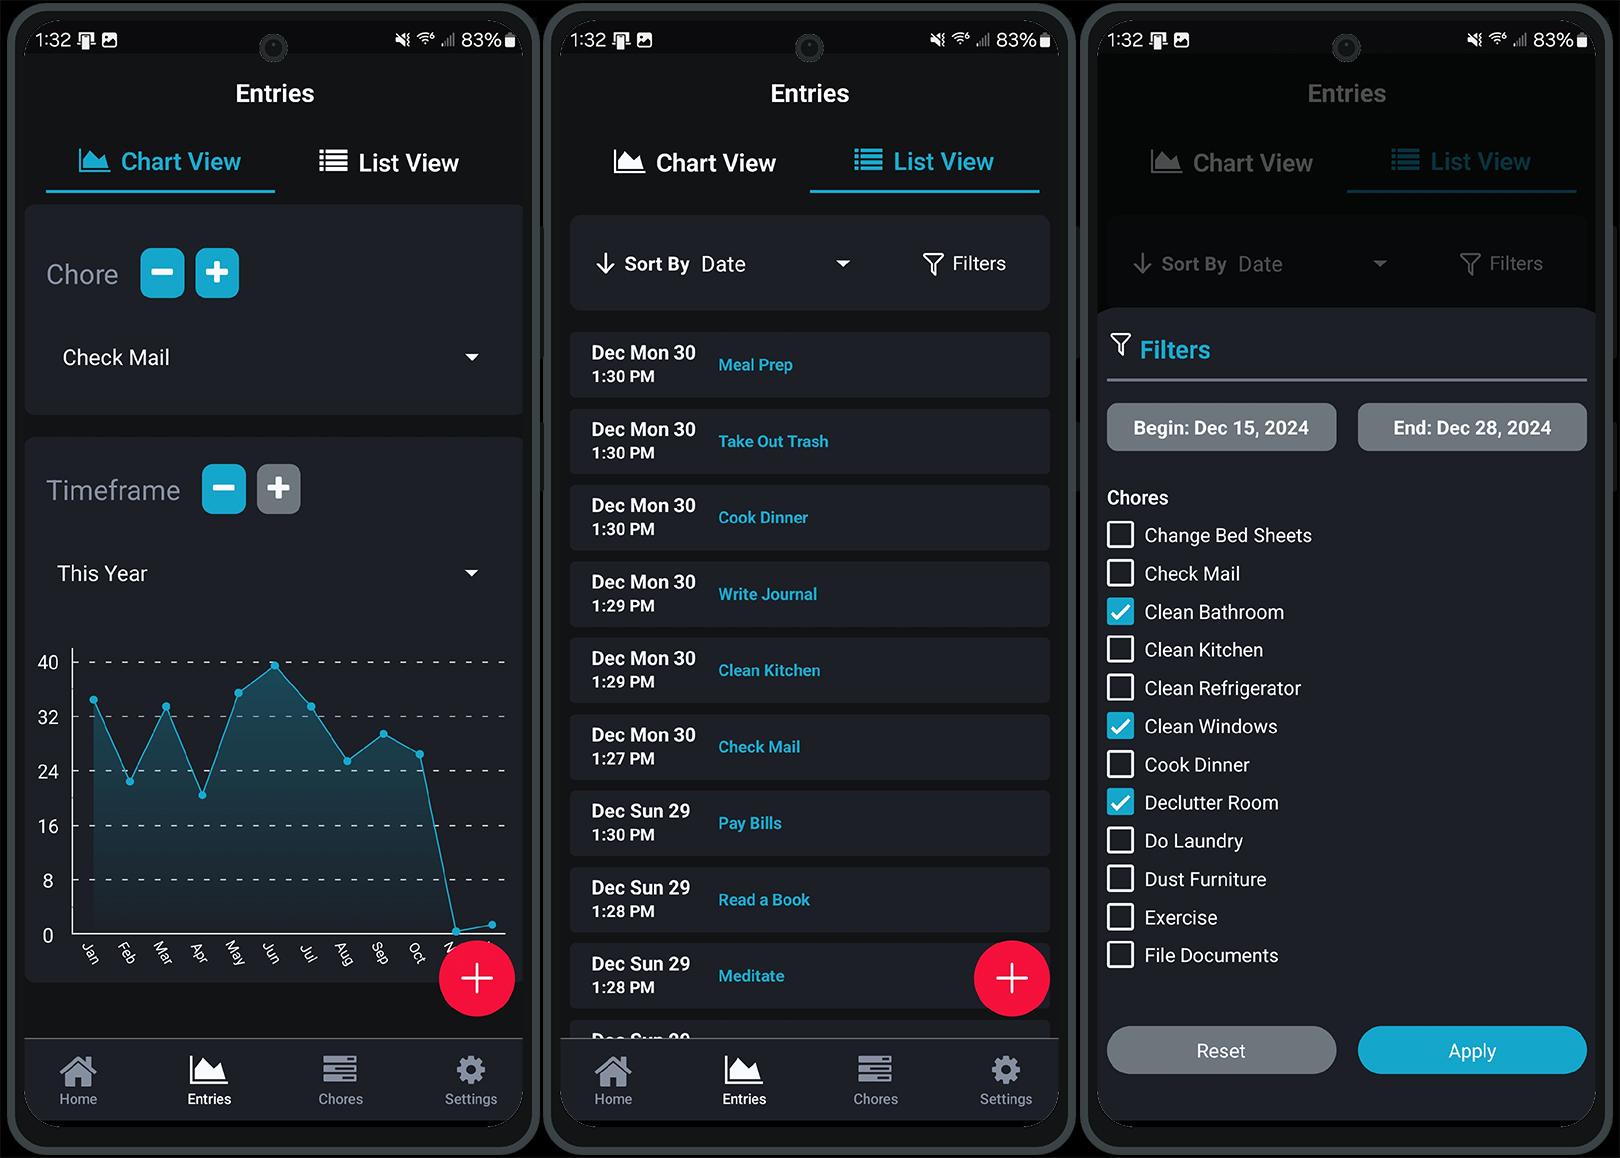 1:32 83%
Entries
Chart View List View
Chore
Check Mail
Timeframe
This Year
40
32
24
16
8
0
Jan Feb Mar Apr May Jun Jul Aug Sep Oct
Home Entries Chores Settings
1:32 83%
Entries
Chart View List View
Sort By Date Filters
Dec Mon 30
1:30 PM
Meal Prep
Dec Mon 30
1:30 PM
Take Out Trash
Dec Mon 30
1:30 PM
Cook Dinner
Dec Mon 30
1:29 PM
Write Journal
Dec Mon 30
1:29 PM
Clean Kitchen
Dec Mon 30
1:27 PM
Check Mail
Dec Sun 29
1:30 PM
Pay Bills
Dec Sun 29
1:28 PM
Read a Book
Dec Sun 29
1:28 PM
Meditate
Dec Sun 29
Home Entries Chores Settings
1:32 83%
Entries
Chart View List View
Sort By Date Filters
Filters
Begin: Dec 15, 2024 End: Dec 28, 2024
Chores
Change Bed Sheets
Check Mail
Clean Bathroom
Clean Kitchen
Clean Refrigerator
Clean Windows
Cook Dinner
Declutter Room
Do Laundry
Dust Furniture
Exercise
File Documents
Reset Apply